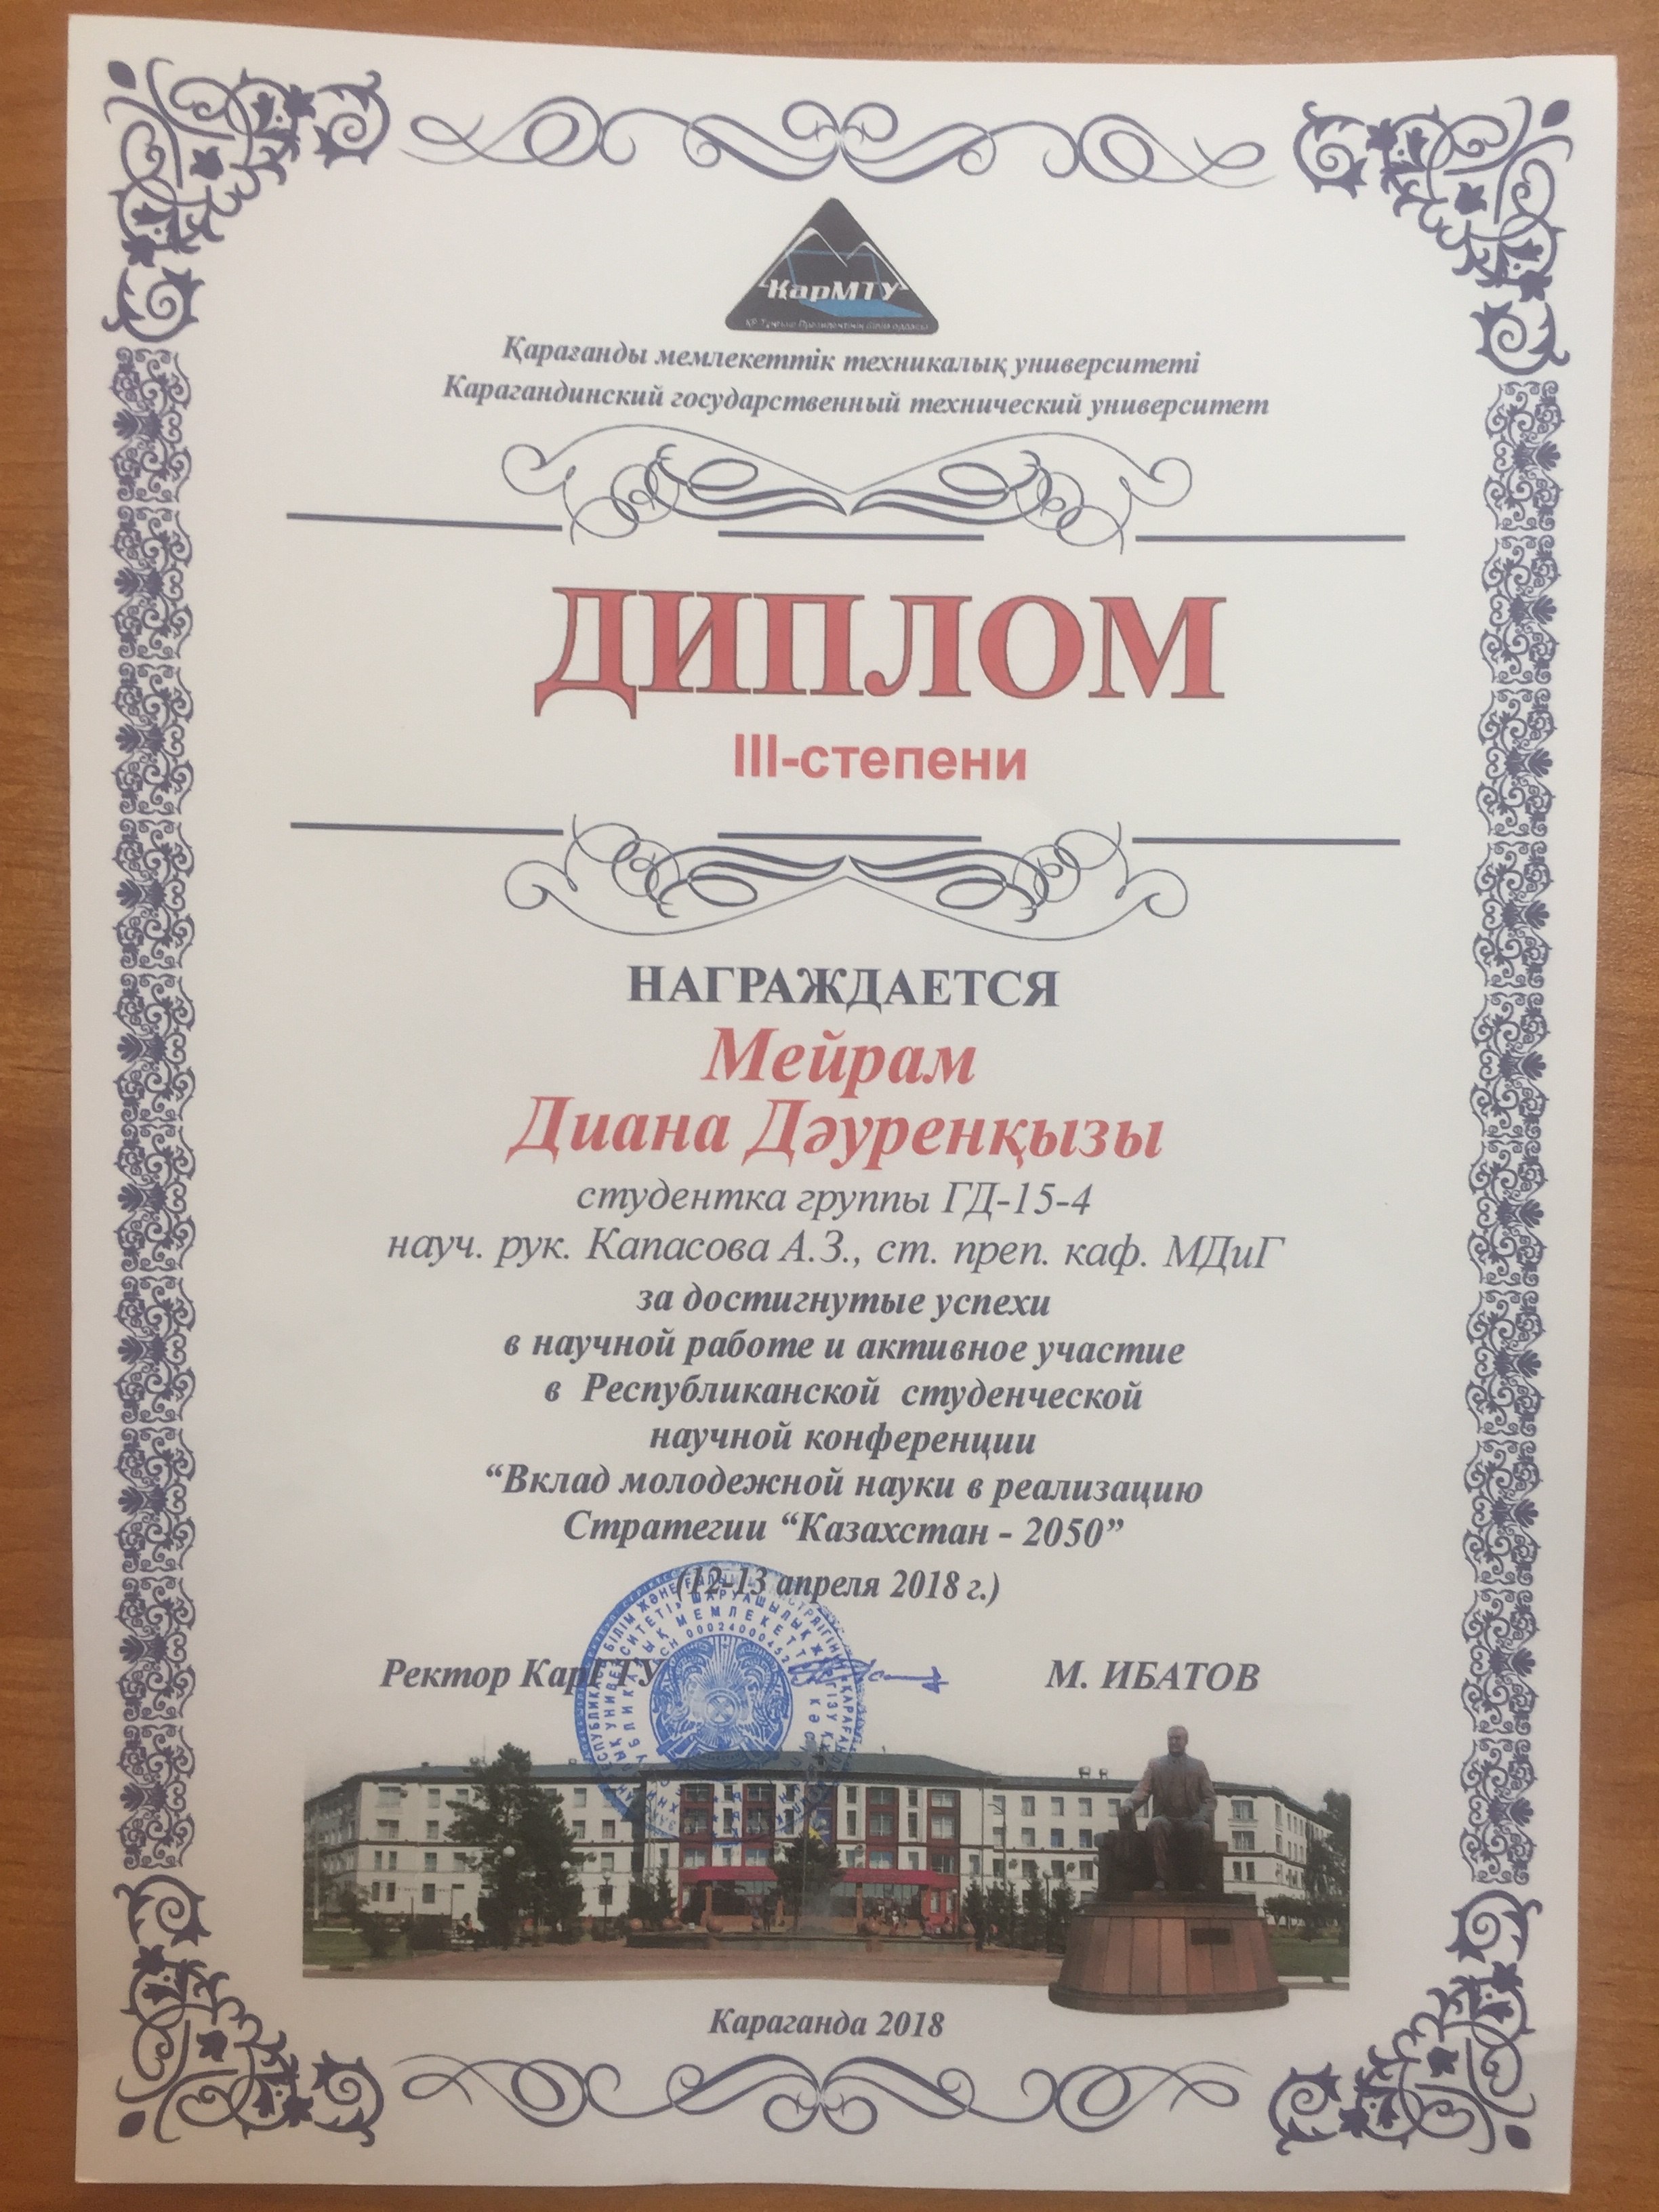 ҚарМТУ
Қарағанды мемлекеттік техникалық университеті
Карагандинский государственный технический университет
ДИПЛОМ
III-степени
НАГРАЖДАЕТСЯ
Мейрам
Диана Дәуренқызы
студентка группы ГД-15-4
науч. рук. Капасова А.З., ст. преп. каф. МДиГ
за достигнутые успехи
в научной работе и активное участие
в Республиканской студенческой
научной конференции
“Вклад молодежной науки в реализацию
Стратегии “Казахстан - 2050”
(12-13 апреля 2018 г.)
Ректор КарГТУ М. ИБАТОВ
Караганда 2018